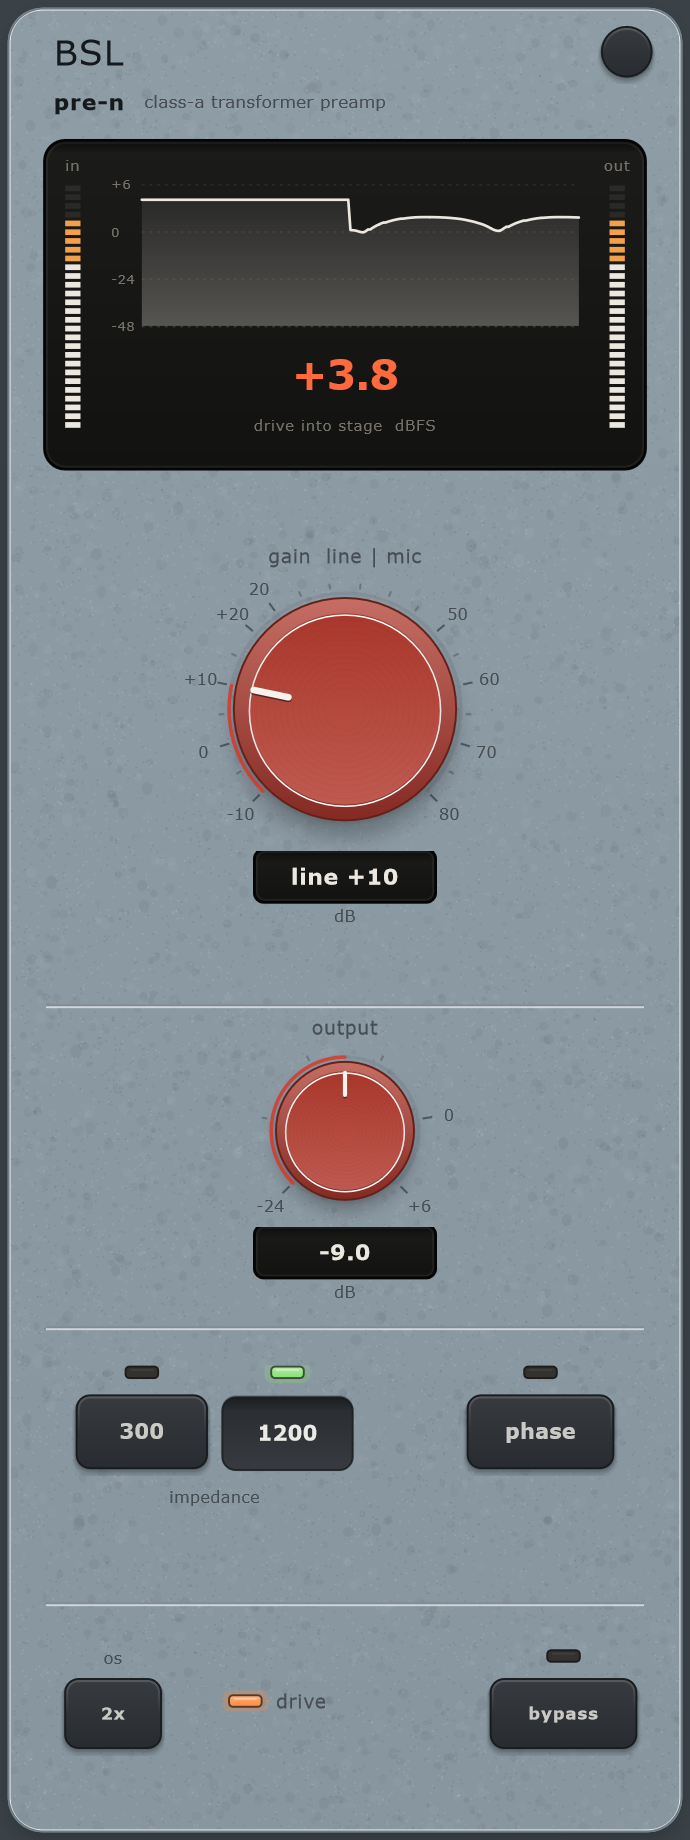 BSL
pre-n class-a transformer preamp
in out
+6
0
-24
-48
+3.8
drive into stage dBFS
gain line | mic
20
+20 50
+10 60
0 70
-10 80
line +10
dB
output
0
-24 +6
-9.0
dB
300 1200 phase
impedance
os
drive
2x bypass